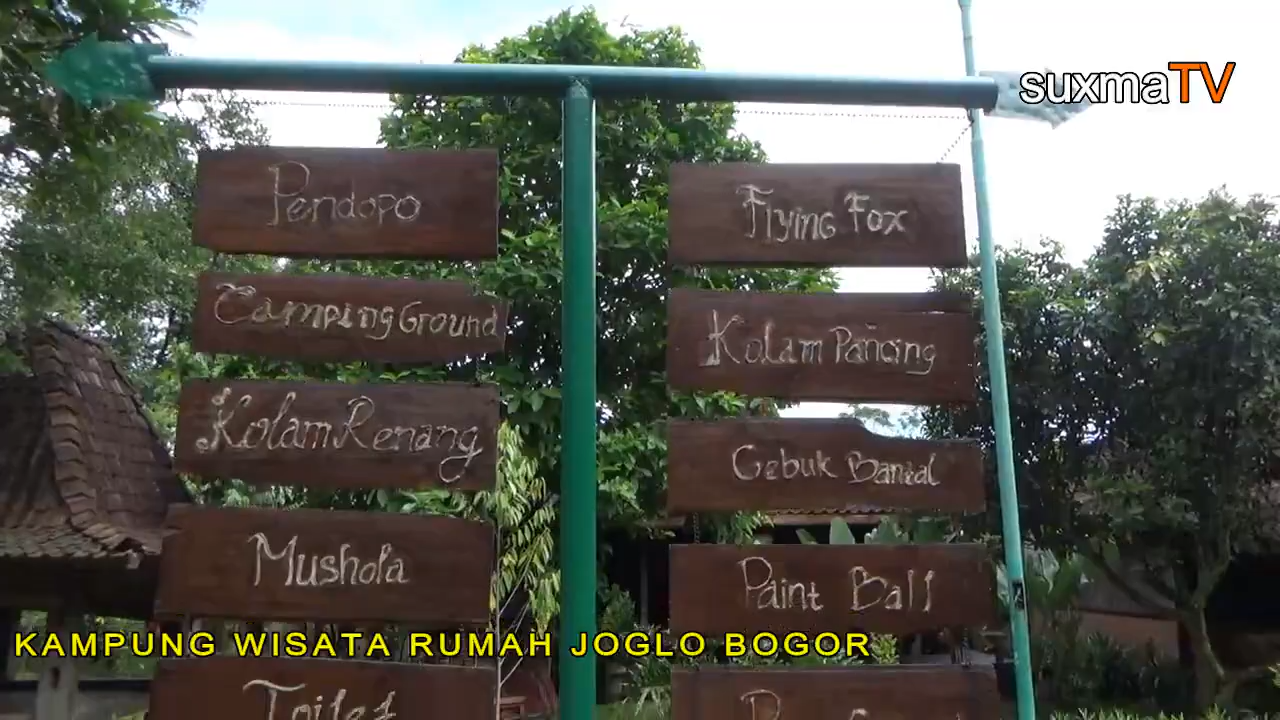 suxmaTV
Pendopo
Camping Ground
Kolam Renang
Mushola
Toilet
Flying Fox
Kolam Pancing
Gebuk Bantal
Paint Ball
KAMPUNG WISATA RUMAH JOGLO BOGOR